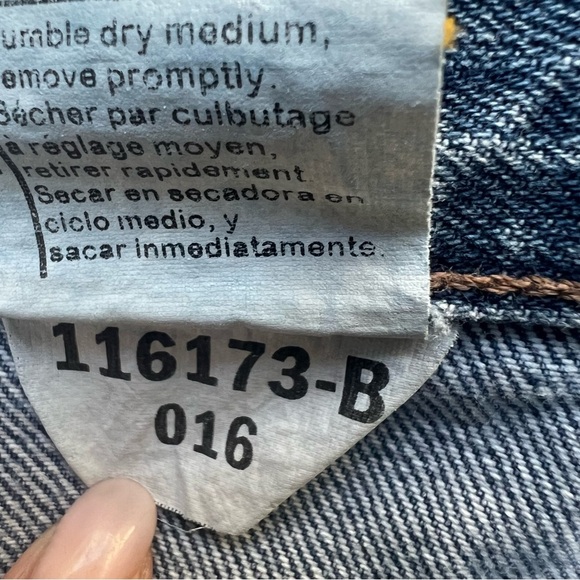 umble dry medium,
emove promptly.
Sécher par culbutage
à réglage moyen,
retirer rapidement.
Secar en secadora en
ciclo medio, y
sacar inmediatamente.
116173-B
016